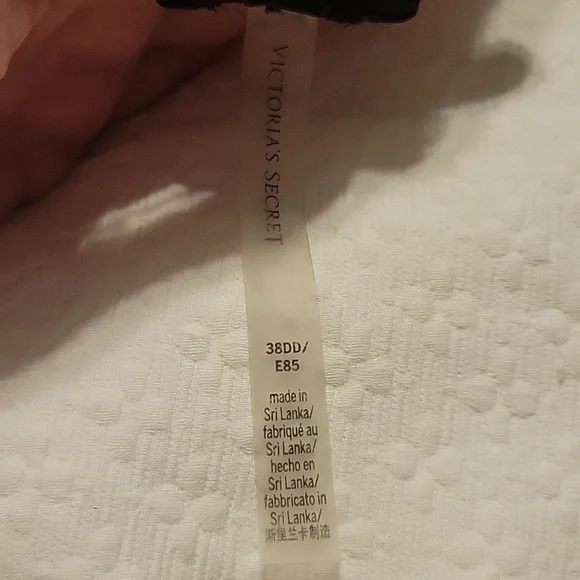 VICTORIA'S SECRET
38DD/
E85
made in
Sri Lanka/
fabriqué au
Sri Lanka/
hecho en
Sri Lanka/
fabbricato in
Sri Lanka/
斯里兰卡制造